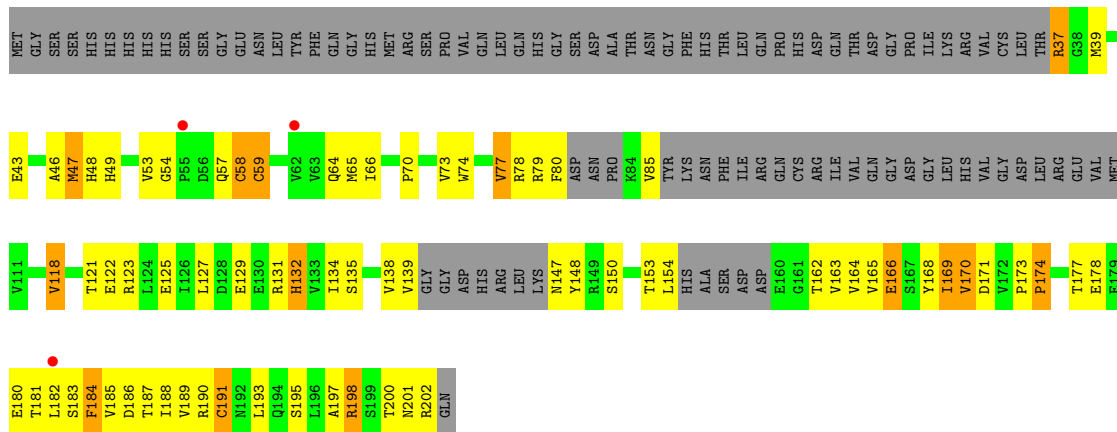 MET GLY SER SER HIS HIS HIS HIS HIS HIS SER SER GLY GLU ASN LEU TYR PHE GLN GLY HIS MET ARG SER PRO VAL GLN LEU GLN HIS GLY SER ASP ALA THR ASN GLY PHE HIS THR LEU GLN PRO HIS ASP GLN THR ASP GLY PRO ILE LYS ARG VAL CYS LEU THR R37 G38 M39
E43 A46 M47 H48 H49 V53 G54 P55 D56 Q57 C58 C59 V62 V63 Q64 M65 I66 P70 V73 W74 V77 R78 R79 F80 ASP ASN PRO K84 V85 TYR LYS ASN PHE ILE ARG GLN CYS ARG ILE VAL GLN GLY ASP GLY LEU HIS VAL GLY ASP LEU ARG GLU VAL MET
V111 V118 T121 E122 R123 L124 E125 I126 L127 D128 E129 E130 R131 H132 V133 I134 S135 V138 V139 GLY GLY ASP HIS ARG LEU LYS N147 Y148 R149 S150 T153 L154 HIS ALA SER ASP ASP E160 G161 T162 V163 V164 V165 E166 S167 Y168 I169 V170 D171 V172 P173 P174 T177 E178 E179
E180 T181 L182 S183 F184 V185 D186 T187 I188 V189 R190 C191 N192 L193 Q194 S195 L196 A197 R198 S199 T200 N201 R202 GLN